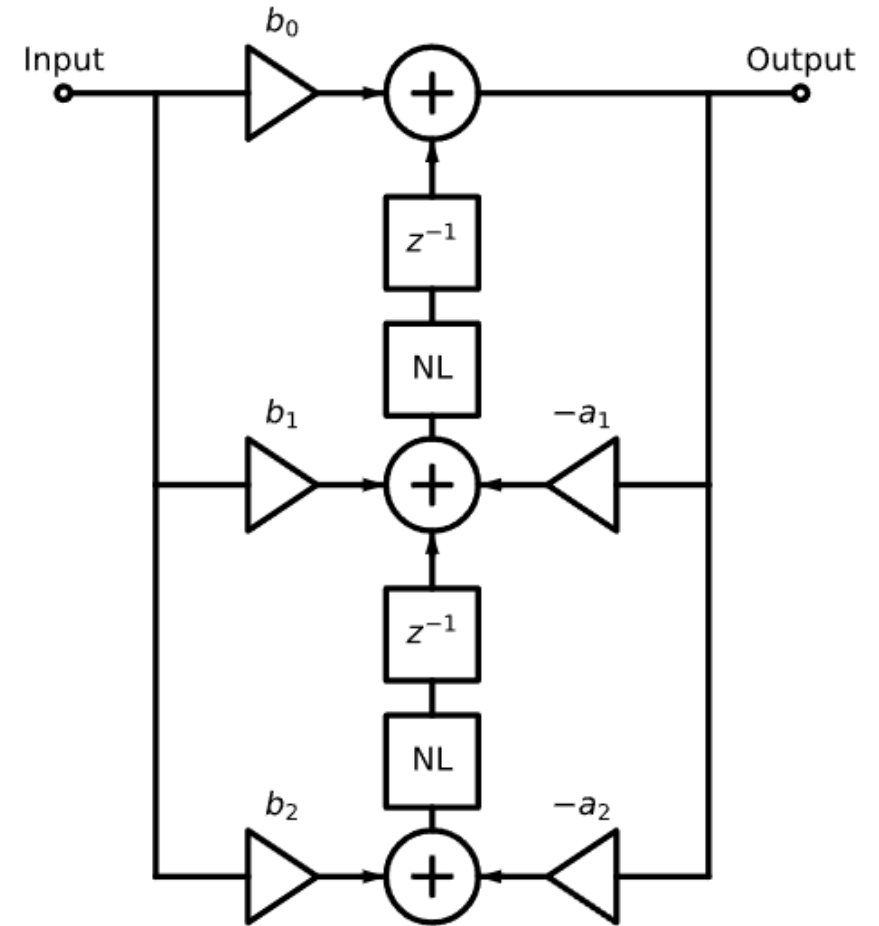 b₀
Input
Output
+
z⁻¹
NL
b₁
−a₁
+
z⁻¹
NL
b₂
−a₂
+